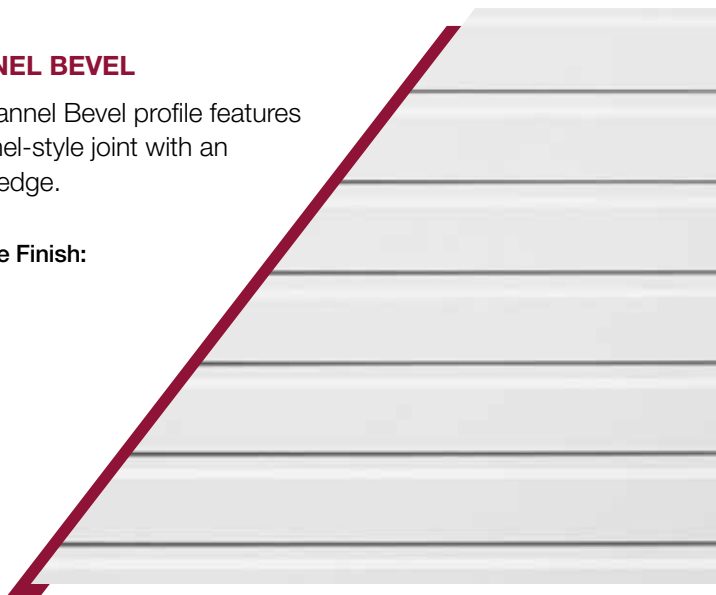 NEL BEVEL
annel Bevel profile features
nel-style joint with an
edge.
e Finish: